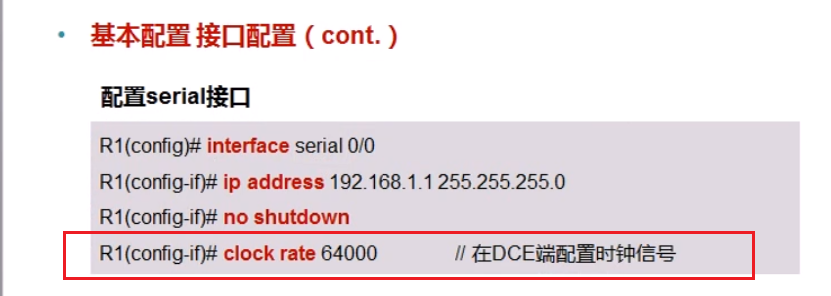 • 基本配置 接口配置（cont.）
配置serial接口
R1(config)# interface serial 0/0
R1(config-if)# ip address 192.168.1.1 255.255.255.0
R1(config-if)# no shutdown
R1(config-if)# clock rate 64000 // 在DCE端配置时钟信号